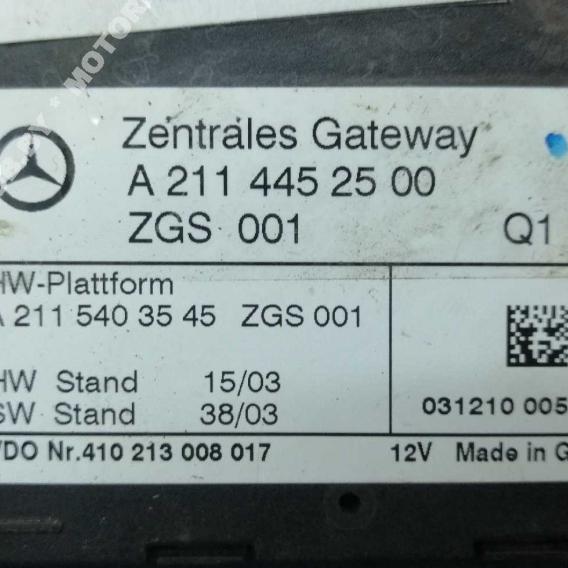 Zentrales Gateway
A 211 445 25 00
ZGS 001 Q1
HW-Plattform
A 211 540 35 45 ZGS 001
HW Stand 15/03
SW Stand 38/03
031210 005
VDO Nr.410 213 008 017 12V Made in G